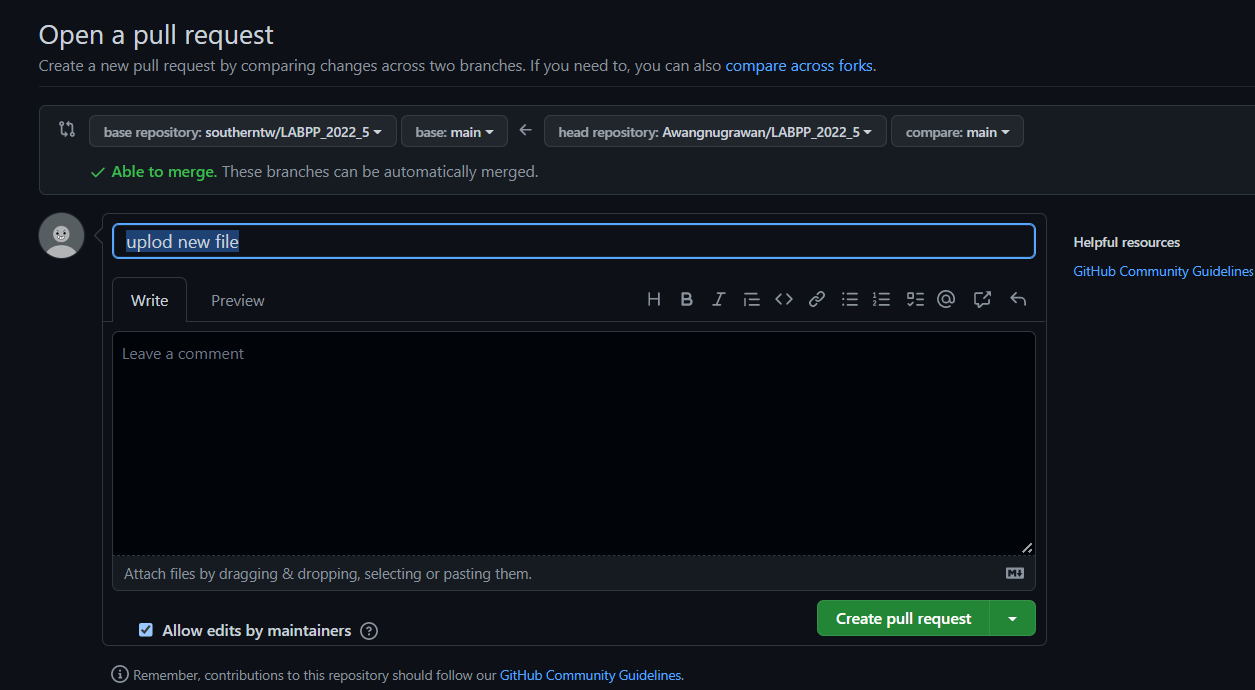 Open a pull request
Create a new pull request by comparing changes across two branches. If you need to, you can also compare across forks.
base repository: southerntw/LABPP_2022_5 base: main head repository: Awangnugrawan/LABPP_2022_5 compare: main
Able to merge. These branches can be automatically merged.
uplod new file
Helpful resources
GitHub Community Guidelines
Write Preview
Leave a comment
Attach files by dragging & dropping, selecting or pasting them.
Allow edits by maintainers
Create pull request
Remember, contributions to this repository should follow our GitHub Community Guidelines.